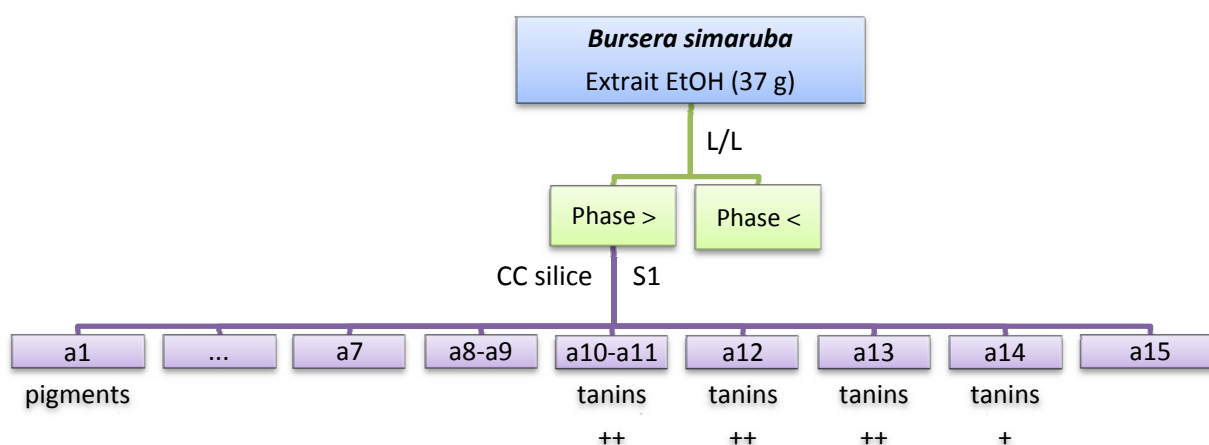 Bursera simaruba
Extrait EtOH (37 g)
L/L
Phase >
Phase <
CC silice
S1
a1
...
a7
a8-a9
a10-a11
a12
a13
a14
a15
pigments
tanins
tanins
tanins
tanins
++
++
++
+